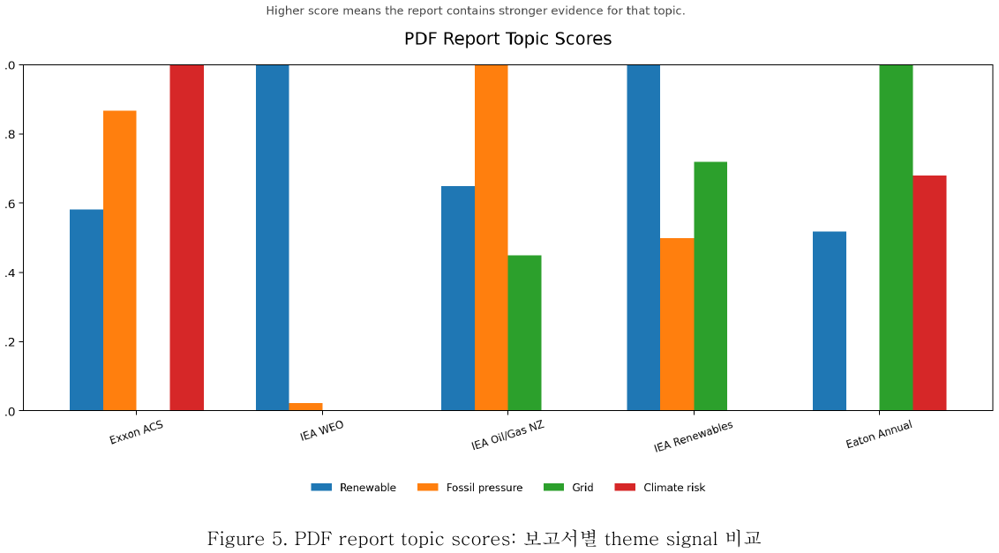 Higher score means the report contains stronger evidence for that topic.
PDF Report Topic Scores
.0
.8
.6
.4
.2
.0
Exxon ACS
IEA WEO
IEA Oil/Gas NZ
IEA Renewables
Eaton Annual
Renewable
Fossil pressure
Grid
Climate risk
Figure 5. PDF report topic scores: 보고서별 theme signal 비교